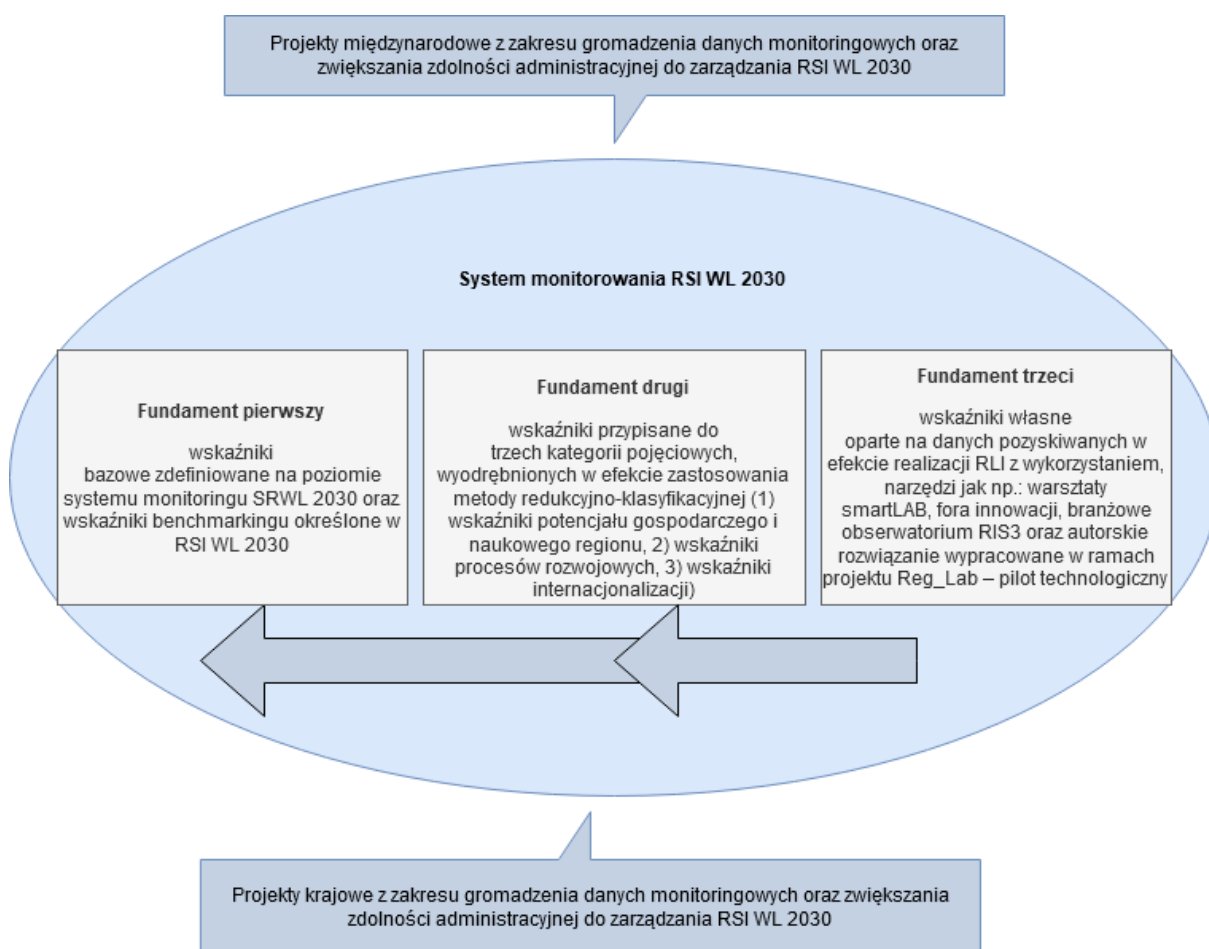 Projekty międzynarodowe z zakresu gromadzenia danych monitoringowych oraz
zwiększania zdolności administracyjnej do zarządzania RSI WL 2030
System monitorowania RSI WL 2030
Fundament pierwszy
wskaźniki
bazowe zdefiniowane na poziomie
systemu monitoringu SRWL 2030 oraz
wskaźniki benchmarkingu określone w
RSI WL 2030
Fundament drugi
wskaźniki przypisane do
trzech kategorii pojęciowych,
wyodrębnionych w efekcie zastosowania
metody redukcyjno-klasyfikacyjnej (1)
wskaźniki potencjału gospodarczego i
naukowego regionu, 2) wskaźniki
procesów rozwojowych, 3) wskaźniki
internacjonalizacji)
Fundament trzeci
wskaźniki własne
oparte na danych pozyskiwanych w
efekcie realizacji RLI z wykorzystaniem,
narzędzi jak np.: warsztaty
smartLAB, fora innowacji, branżowe
obserwatorium RIS3 oraz autorskie
rozwiązanie wypracowane w ramach
projektu Reg_Lab – pilot technologiczny
Projekty krajowe z zakresu gromadzenia danych monitoringowych oraz zwiększania
zdolności administracyjnej do zarządzania RSI WL 2030